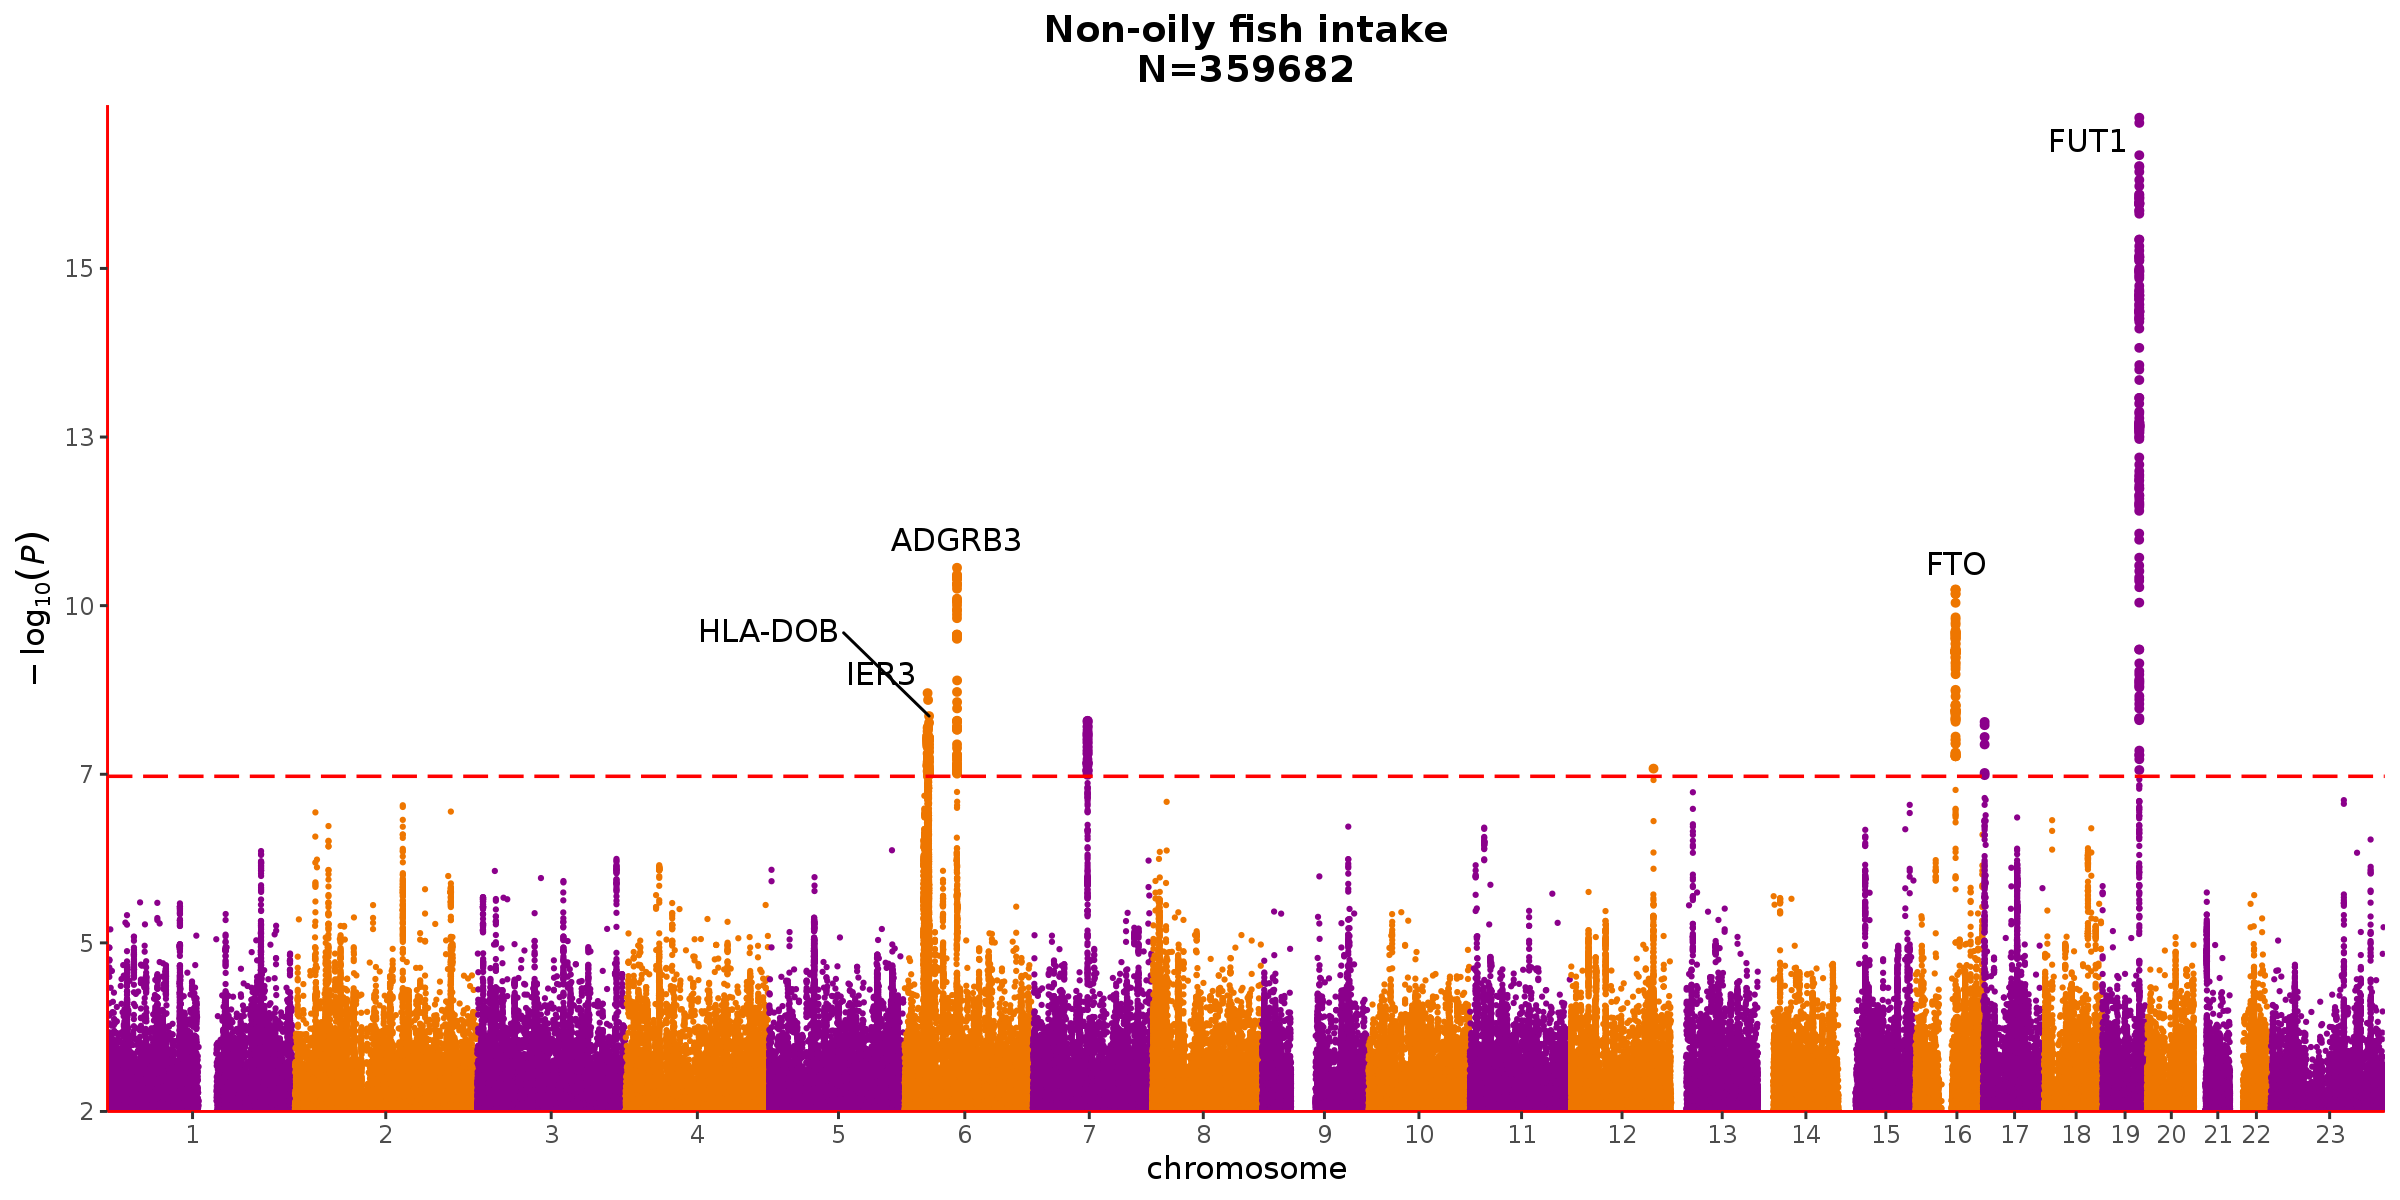 Non-oily fish intake
N=359682
FUT1
15
13
ADGRB3
FTO
10
HLA-DOB
IER3
7
5
2
− log10(P)
1 2 3 4 5 6 7 8 9 10 11 12 13 14 15 16 17 18 19 20 21 22 23
chromosome